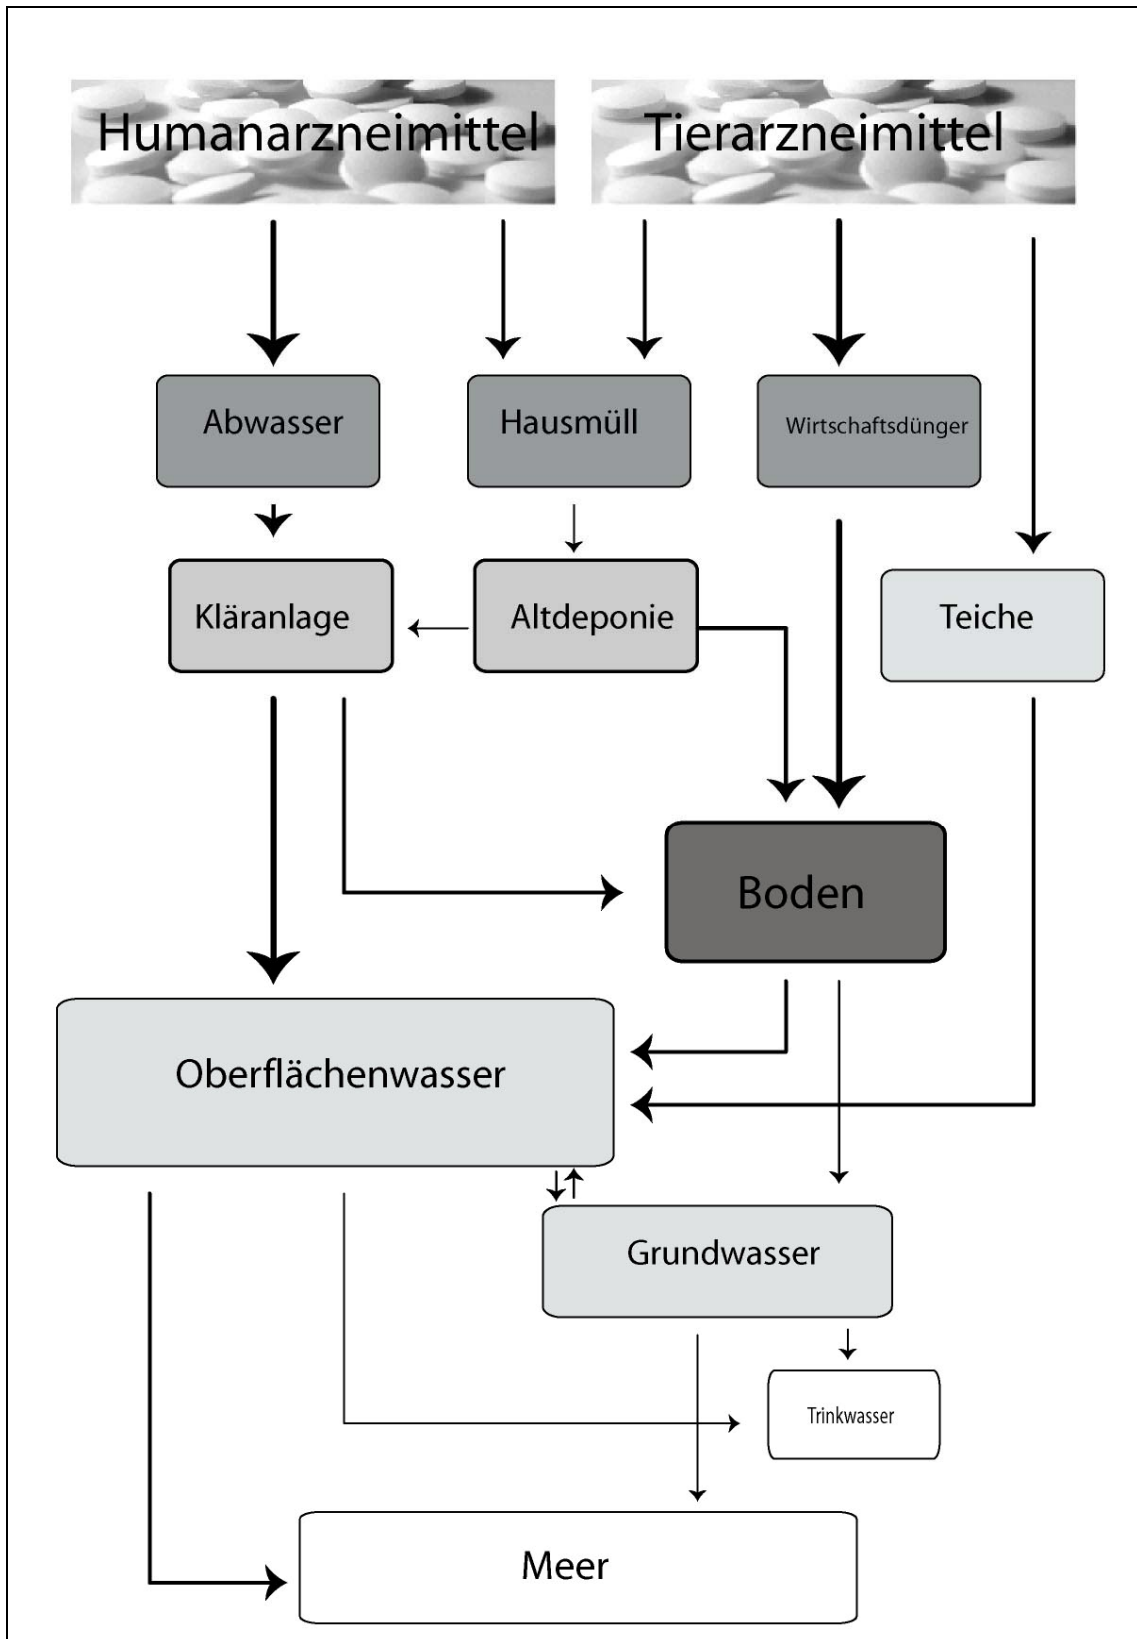 Humanarzneimittel
Tierarzneimittel
Abwasser
Hausmüll
Wirtschaftsdünger
Kläranlage
Altdeponie
Teiche
Boden
Oberflächenwasser
Grundwasser
Trinkwasser
Meer